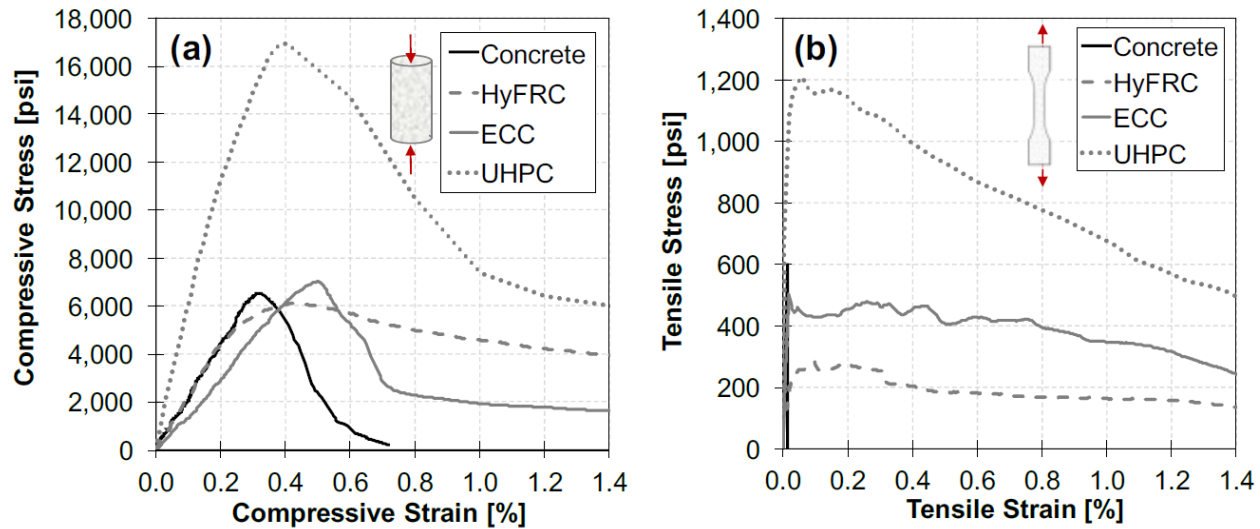 (a)
Compressive Stress [psi]
18,000
16,000
14,000
12,000
10,000
8,000
6,000
4,000
2,000
0
Concrete
HyFRC
ECC
UHPC
0.0 0.2 0.4 0.6 0.8 1.0 1.2 1.4
Compressive Strain [%]
(b)
Tensile Stress [psi]
1,400
1,200
1,000
800
600
400
200
0
Concrete
HyFRC
ECC
UHPC
0.0 0.2 0.4 0.6 0.8 1.0 1.2 1.4
Tensile Strain [%]